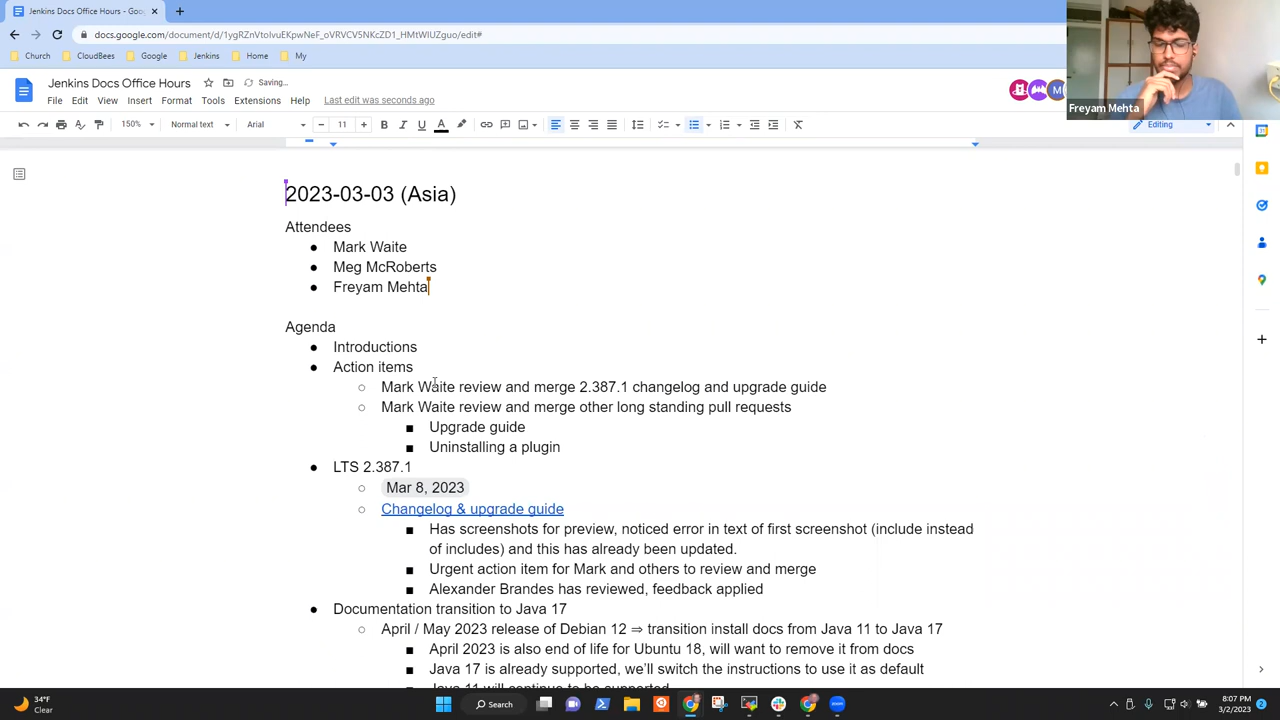 Jenkins Docs Office Hours - Goo
docs.google.com/document/d/1ygRZnVtoIvuEKpwNeF_oVRVCV5NKcZD1_HMtWIUZguo/edit#
Church
CloudBees
Google
Jenkins
Home
My
Jenkins Docs Office Hours
Saving...
File Edit View Insert Format Tools Extensions Help Last edit was seconds ago
M
Freyam Mehta
150% Normal text Arial 11 Editing
2023-03-03 (Asia)
Attendees
● Mark Waite
● Meg McRoberts
● Freyam Mehta
Agenda
● Introductions
● Action items
○ Mark Waite review and merge 2.387.1 changelog and upgrade guide
○ Mark Waite review and merge other long standing pull requests
■ Upgrade guide
■ Uninstalling a plugin
● LTS 2.387.1
○ Mar 8, 2023
○ Changelog & upgrade guide
■ Has screenshots for preview, noticed error in text of first screenshot (include instead
of includes) and this has already been updated.
■ Urgent action item for Mark and others to review and merge
■ Alexander Brandes has reviewed, feedback applied
● Documentation transition to Java 17
○ April / May 2023 release of Debian 12 ⇒ transition install docs from Java 11 to Java 17
■ April 2023 is also end of life for Ubuntu 18, will want to remove it from docs
■ Java 17 is already supported, we'll switch the instructions to use it as default
■ Java 11 will continue to be supported
34°F
Clear
Search
8:07 PM
3/2/2023